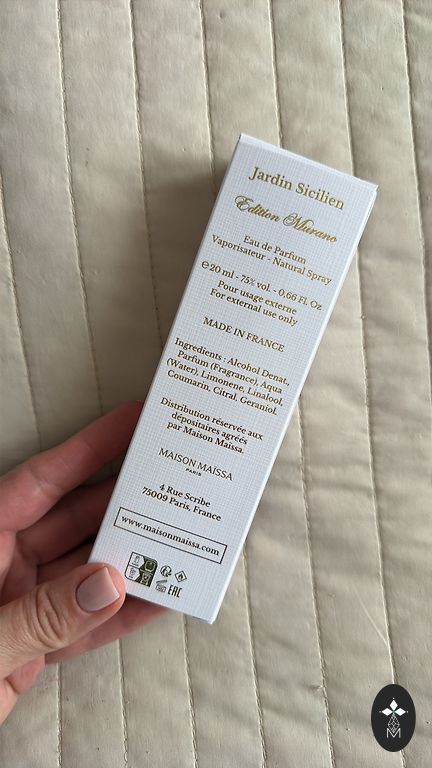 Jardin Sicilien
Edition Murano
Eau de Parfum
Vaporisateur - Natural Spray
℮ 20 ml - 75% vol. - 0,66 Fl. Oz
Pour usage externe
For external use only
MADE IN FRANCE
Ingredients : Alcohol Denat.,
Parfum (Fragrance), Aqua
(Water), Limonene, Linalool,
Coumarin, Citral, Geraniol.
Distribution réservée aux
dépositaires agréés
par Maison Maïssa.
MAISON MAÏSSA
PARIS
4 Rue Scribe
75009 Paris, France
www.maisonmaissa.com
EAC
M